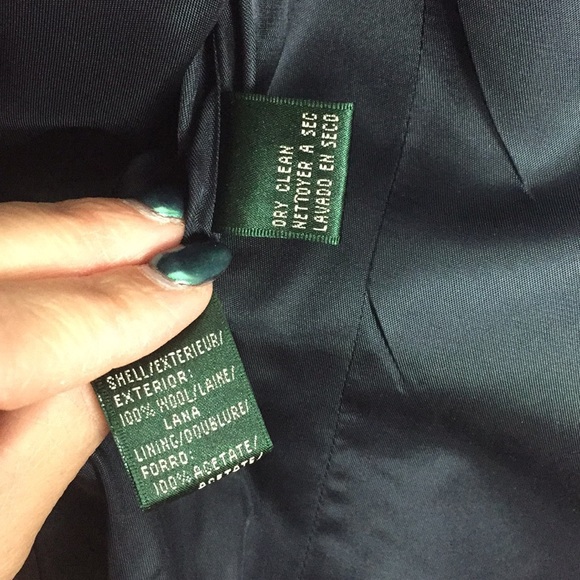 DRY CLEAN
NETTOYER A SEC
LAVADO EN SECO
SHELL/EXTERIEUR/
EXTERIOR:
100% WOOL/LAINE/
LANA
LINING/DOUBLURE/
FORRO:
100% ACETATE/
ACETATE/